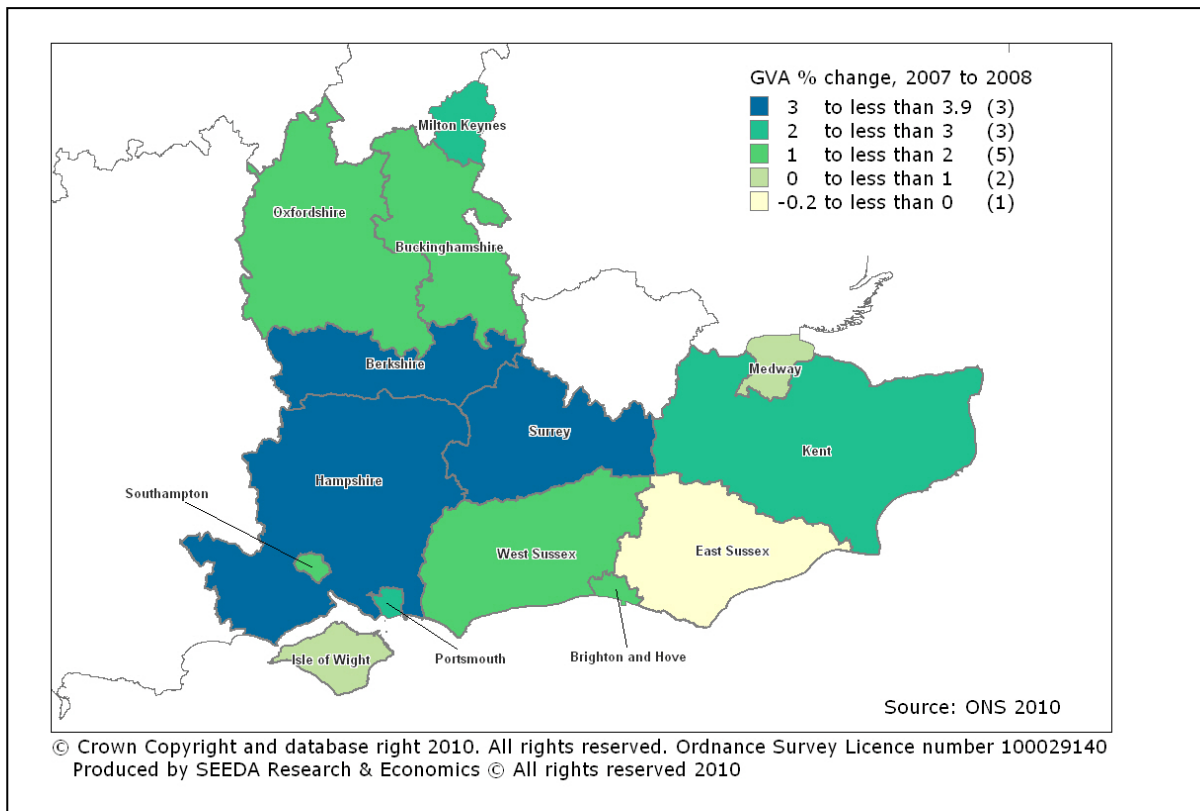 GVA % change, 2007 to 2008
3 to less than 3.9 (3)
2 to less than 3 (3)
1 to less than 2 (5)
0 to less than 1 (2)
-0.2 to less than 0 (1)
Milton Keynes
Oxfordshire
Buckinghamshire
Berkshire
Medway
Surrey
Kent
Hampshire
Southampton
West Sussex
East Sussex
Isle of Wight
Portsmouth
Brighton and Hove
Source: ONS 2010
© Crown Copyright and database right 2010. All rights reserved. Ordnance Survey Licence number 100029140
Produced by SEEDA Research & Economics © All rights reserved 2010